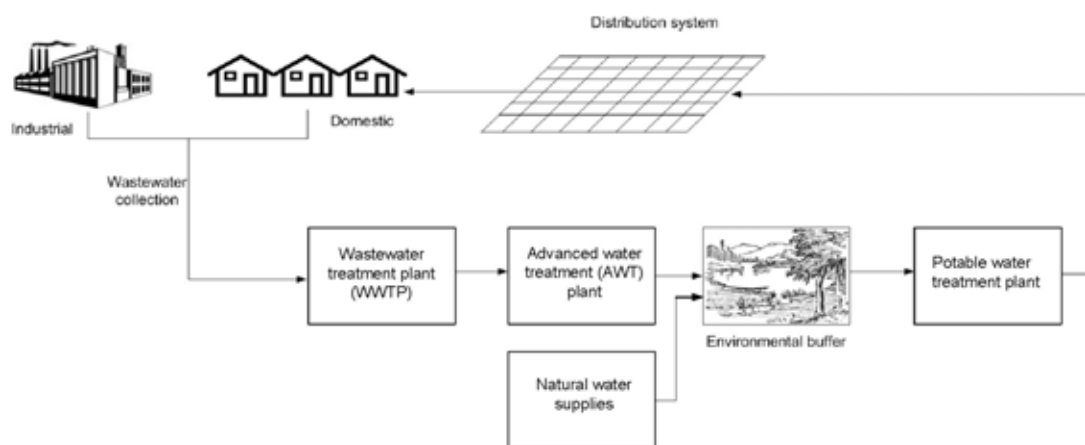 Distribution system
Industrial
Domestic
Wastewater
collection
Wastewater
treatment plant
(WWTP)
Advanced water
treatment (AWT)
plant
Environmental buffer
Potable water
treatment plant
Natural water
supplies